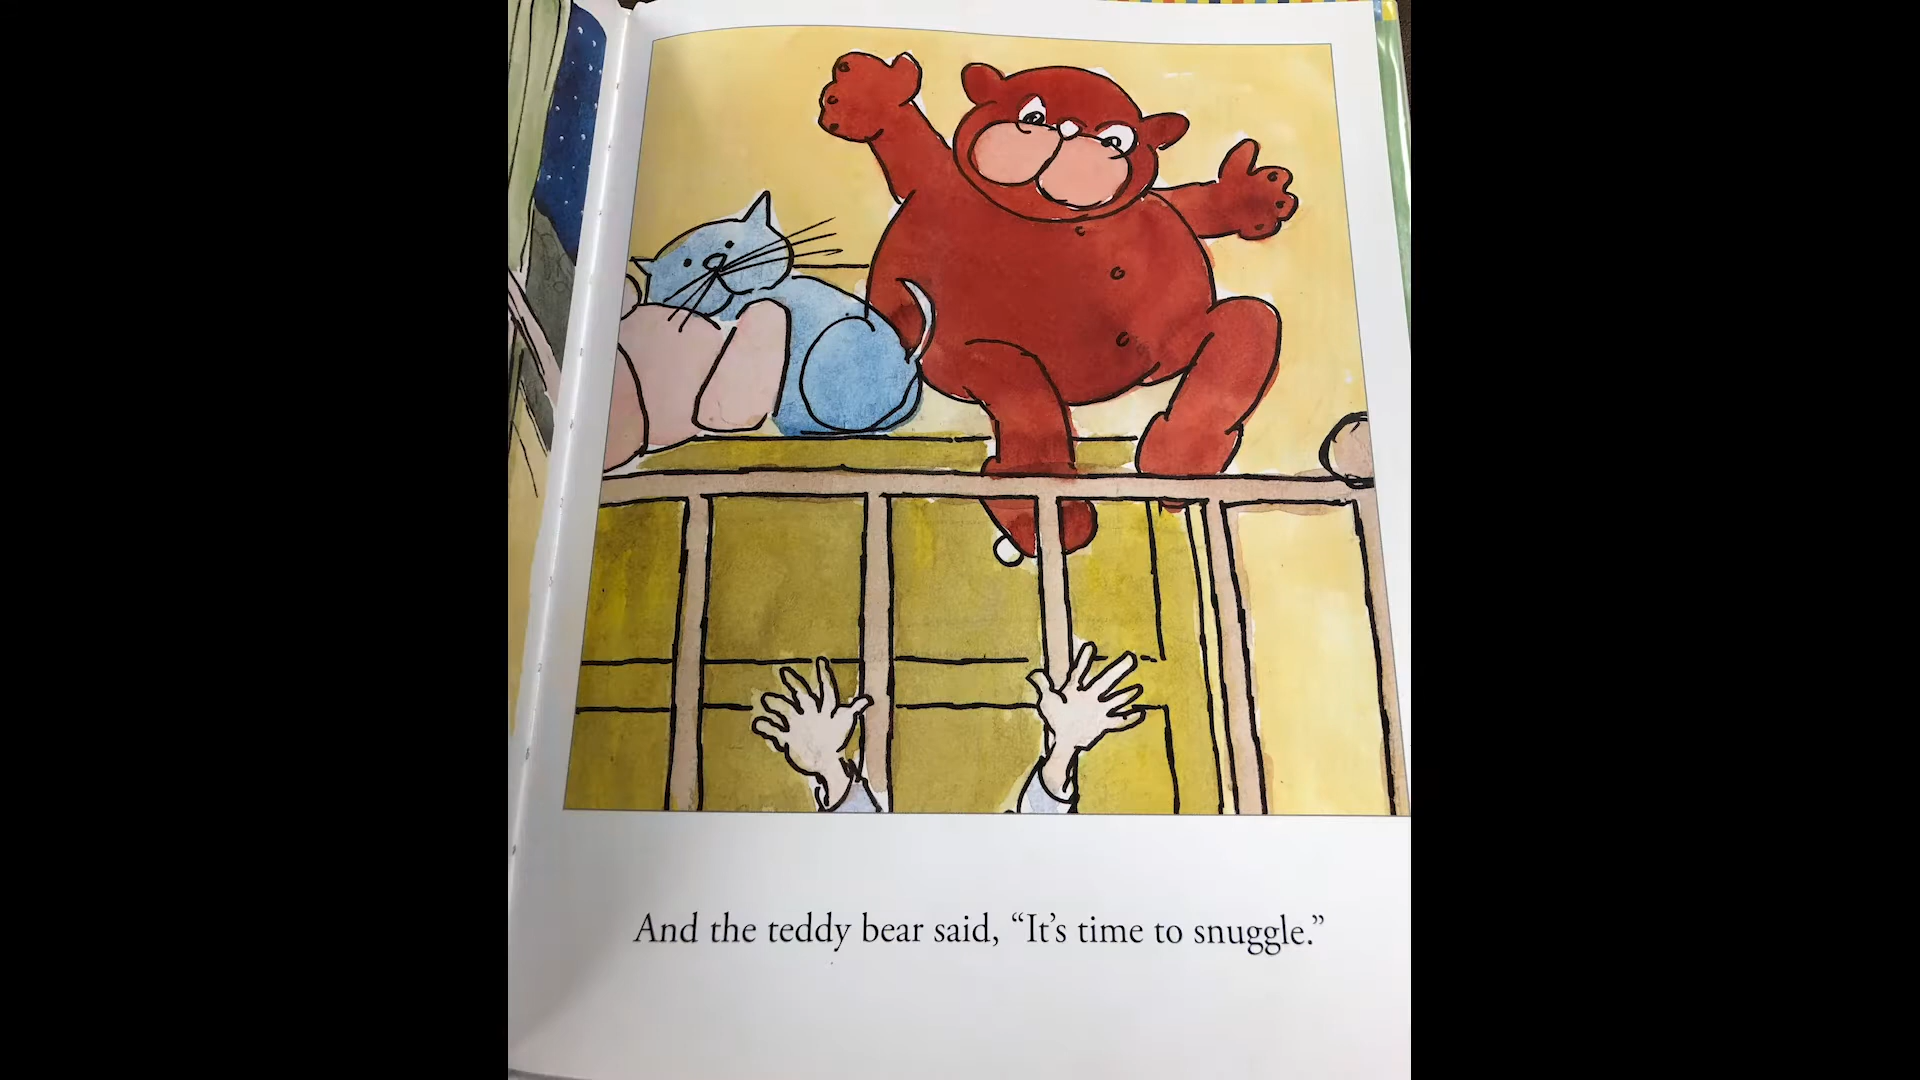 And the teddy bear said, “It’s time to snuggle.”